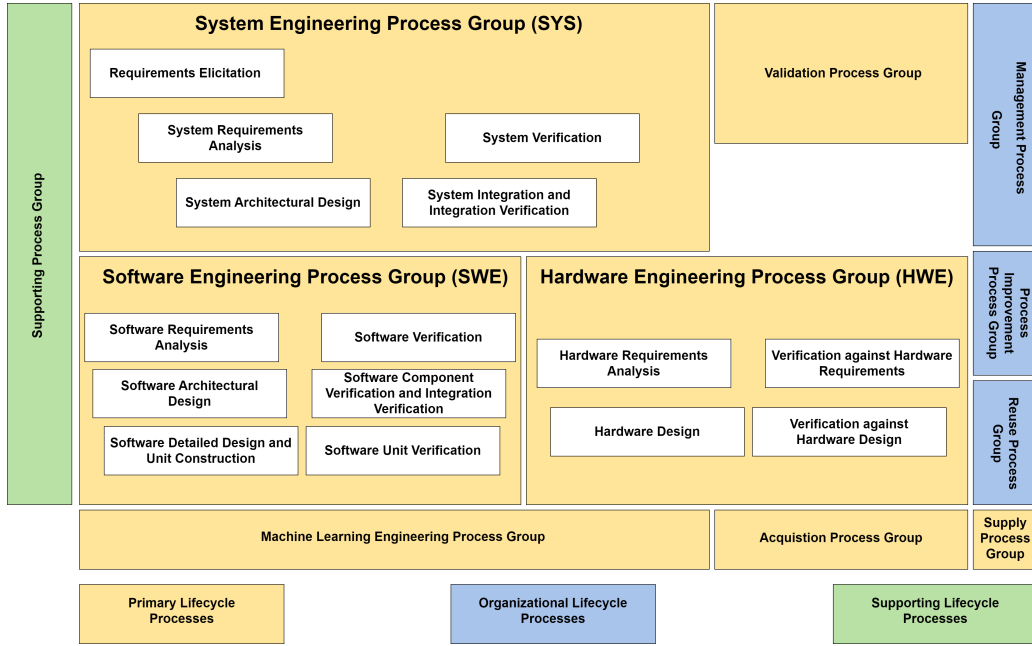 System Engineering Process Group (SYS)
Requirements Elicitation
System Requirements
Analysis
System Verification
System Architectural Design
System Integration and
Integration Verification
Validation Process Group
Management Process
Group
Supporting Process Group
Software Engineering Process Group (SWE)
Software Requirements
Analysis
Software Verification
Software Architectural
Design
Software Component
Verification and Integration
Verification
Software Detailed Design and
Unit Construction
Software Unit Verification
Hardware Engineering Process Group (HWE)
Hardware Requirements
Analysis
Verification against Hardware
Requirements
Hardware Design
Verification against
Hardware Design
Process
Improvement
Process Group
Reuse Process
Group
Machine Learning Engineering Process Group
Acquistion Process Group
Supply
Process
Group
Primary Lifecycle
Processes
Organizational Lifecycle
Processes
Supporting Lifecycle
Processes